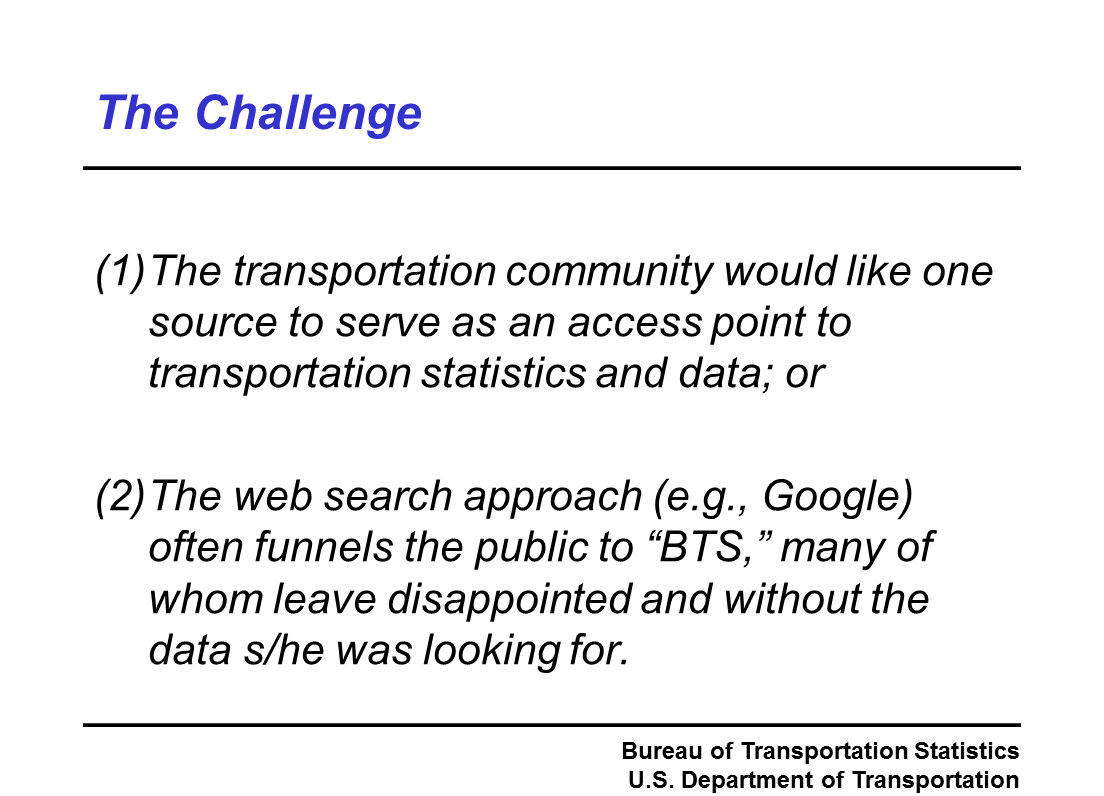 The Challenge
(1) The transportation community would like one
source to serve as an access point to
transportation statistics and data; or
(2) The web search approach (e.g., Google)
often funnels the public to “BTS,” many of
whom leave disappointed and without the
data s/he was looking for.
Bureau of Transportation Statistics
U.S. Department of Transportation